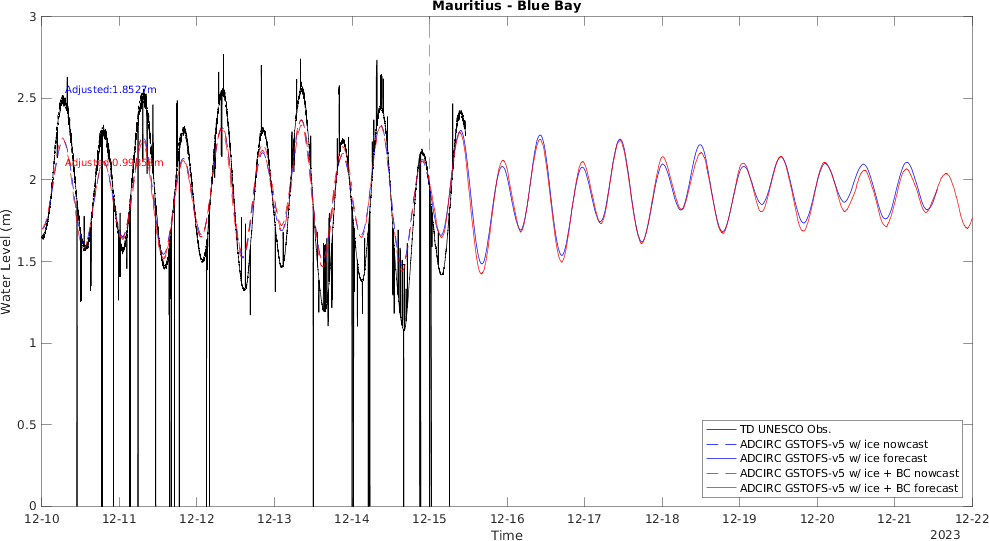 Mauritius - Blue Bay
Water Level (m)
3
2.5
2
1.5
1
0.5
0
Adjusted:1.8527m
12-10
12-11
12-12
12-13
12-14
12-15
12-16
12-17
12-18
12-19
12-20
12-21
12-22
Time
2023
TD UNESCO Obs.
ADCIRC GSTOFS-v5 w/ ice nowcast
ADCIRC GSTOFS-v5 w/ ice forecast
ADCIRC GSTOFS-v5 w/ ice + BC nowcast
ADCIRC GSTOFS-v5 w/ ice + BC forecast